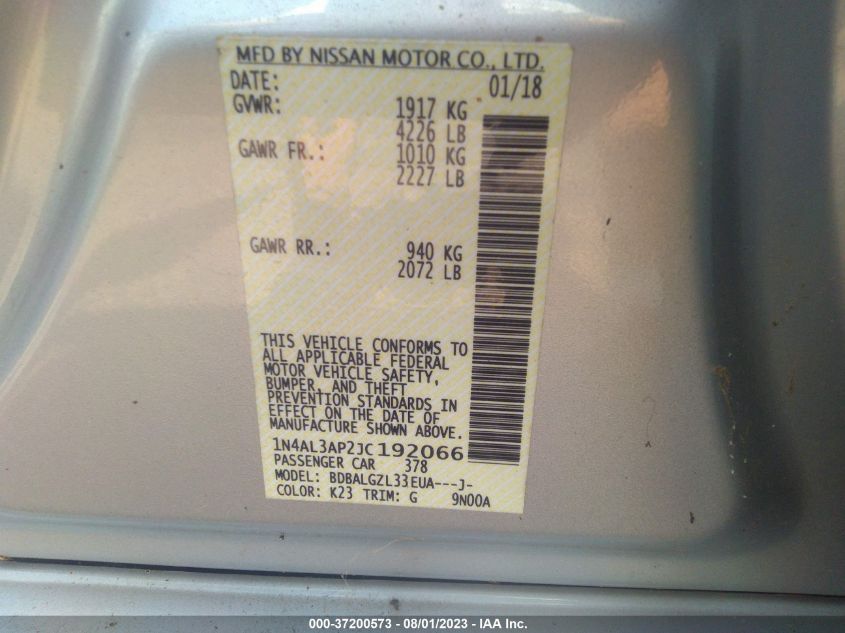 MFD BY NISSAN MOTOR CO., LTD.
DATE: 01/18
GVWR: 1917 KG
4226 LB
GAWR FR.: 1010 KG
2227 LB
GAWR RR.: 940 KG
2072 LB
THIS VEHICLE CONFORMS TO
ALL APPLICABLE FEDERAL
MOTOR VEHICLE SAFETY,
BUMPER, AND THEFT
PREVENTION STANDARDS IN
EFFECT ON THE DATE OF
MANUFACTURE SHOWN ABOVE.
1N4AL3AP2JC192066
PASSENGER CAR 378
MODEL: BDBALGZL33EUA---J-
COLOR: K23 TRIM: G 9N00A
000-37200573 - 08/01/2023 - IAA Inc.